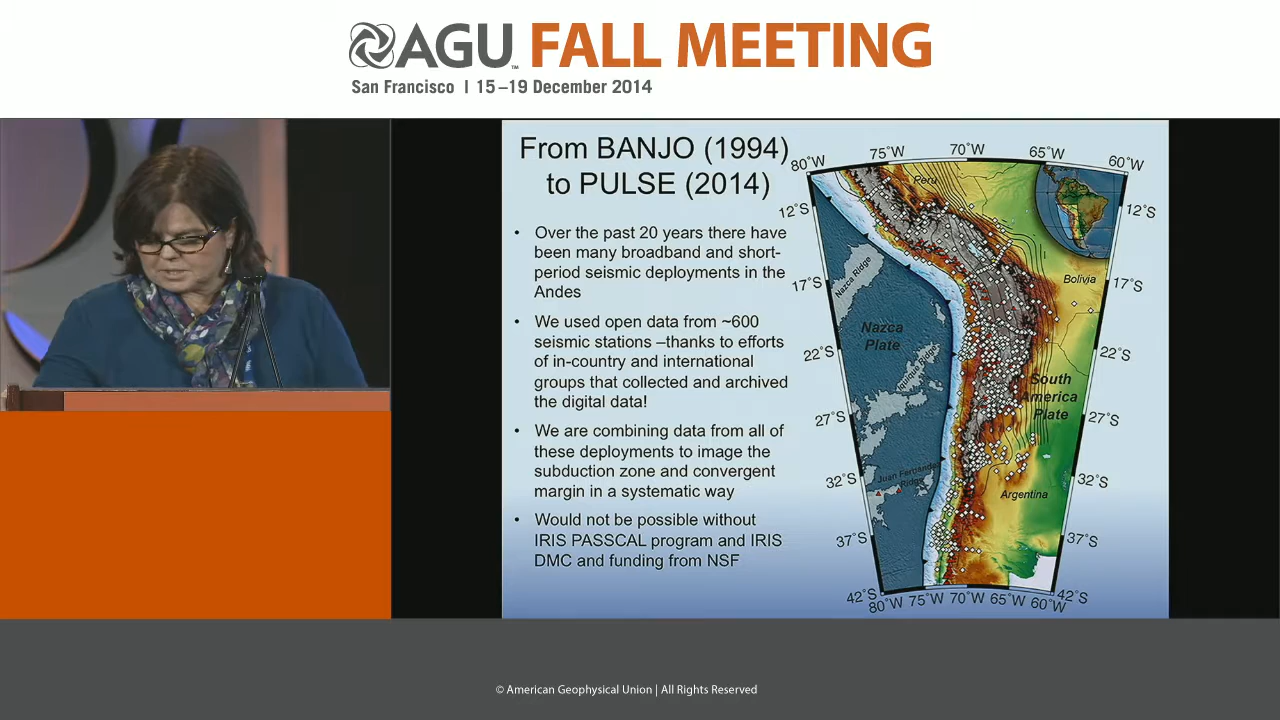 AGU™ FALL MEETING
San Francisco | 15–19 December 2014
From BANJO (1994)
to PULSE (2014)
• Over the past 20 years there have
been many broadband and short-
period seismic deployments in the
Andes
• We used open data from ~600
seismic stations –thanks to efforts
of in-country and international
groups that collected and archived
the digital data!
• We are combining data from all of
these deployments to image the
subduction zone and convergent
margin in a systematic way
• Would not be possible without
IRIS PASSCAL program and IRIS
DMC and funding from NSF
80˚W 75˚W 70˚W 65˚W 60˚W
Peru
12˚S 12˚S
Nazca Ridge
Bolivia
17˚S 17˚S
Nazca
Plate
22˚S 22˚S
Ridge
South
America
Plate
27˚S 27˚S
Juan Fernandez
Ridge
32˚S 32˚S
Argentina
37˚S 37˚S
42˚S 42˚S
80˚W 75˚W 70˚W 65˚W 60˚W
© American Geophysical Union | All Rights Reserved